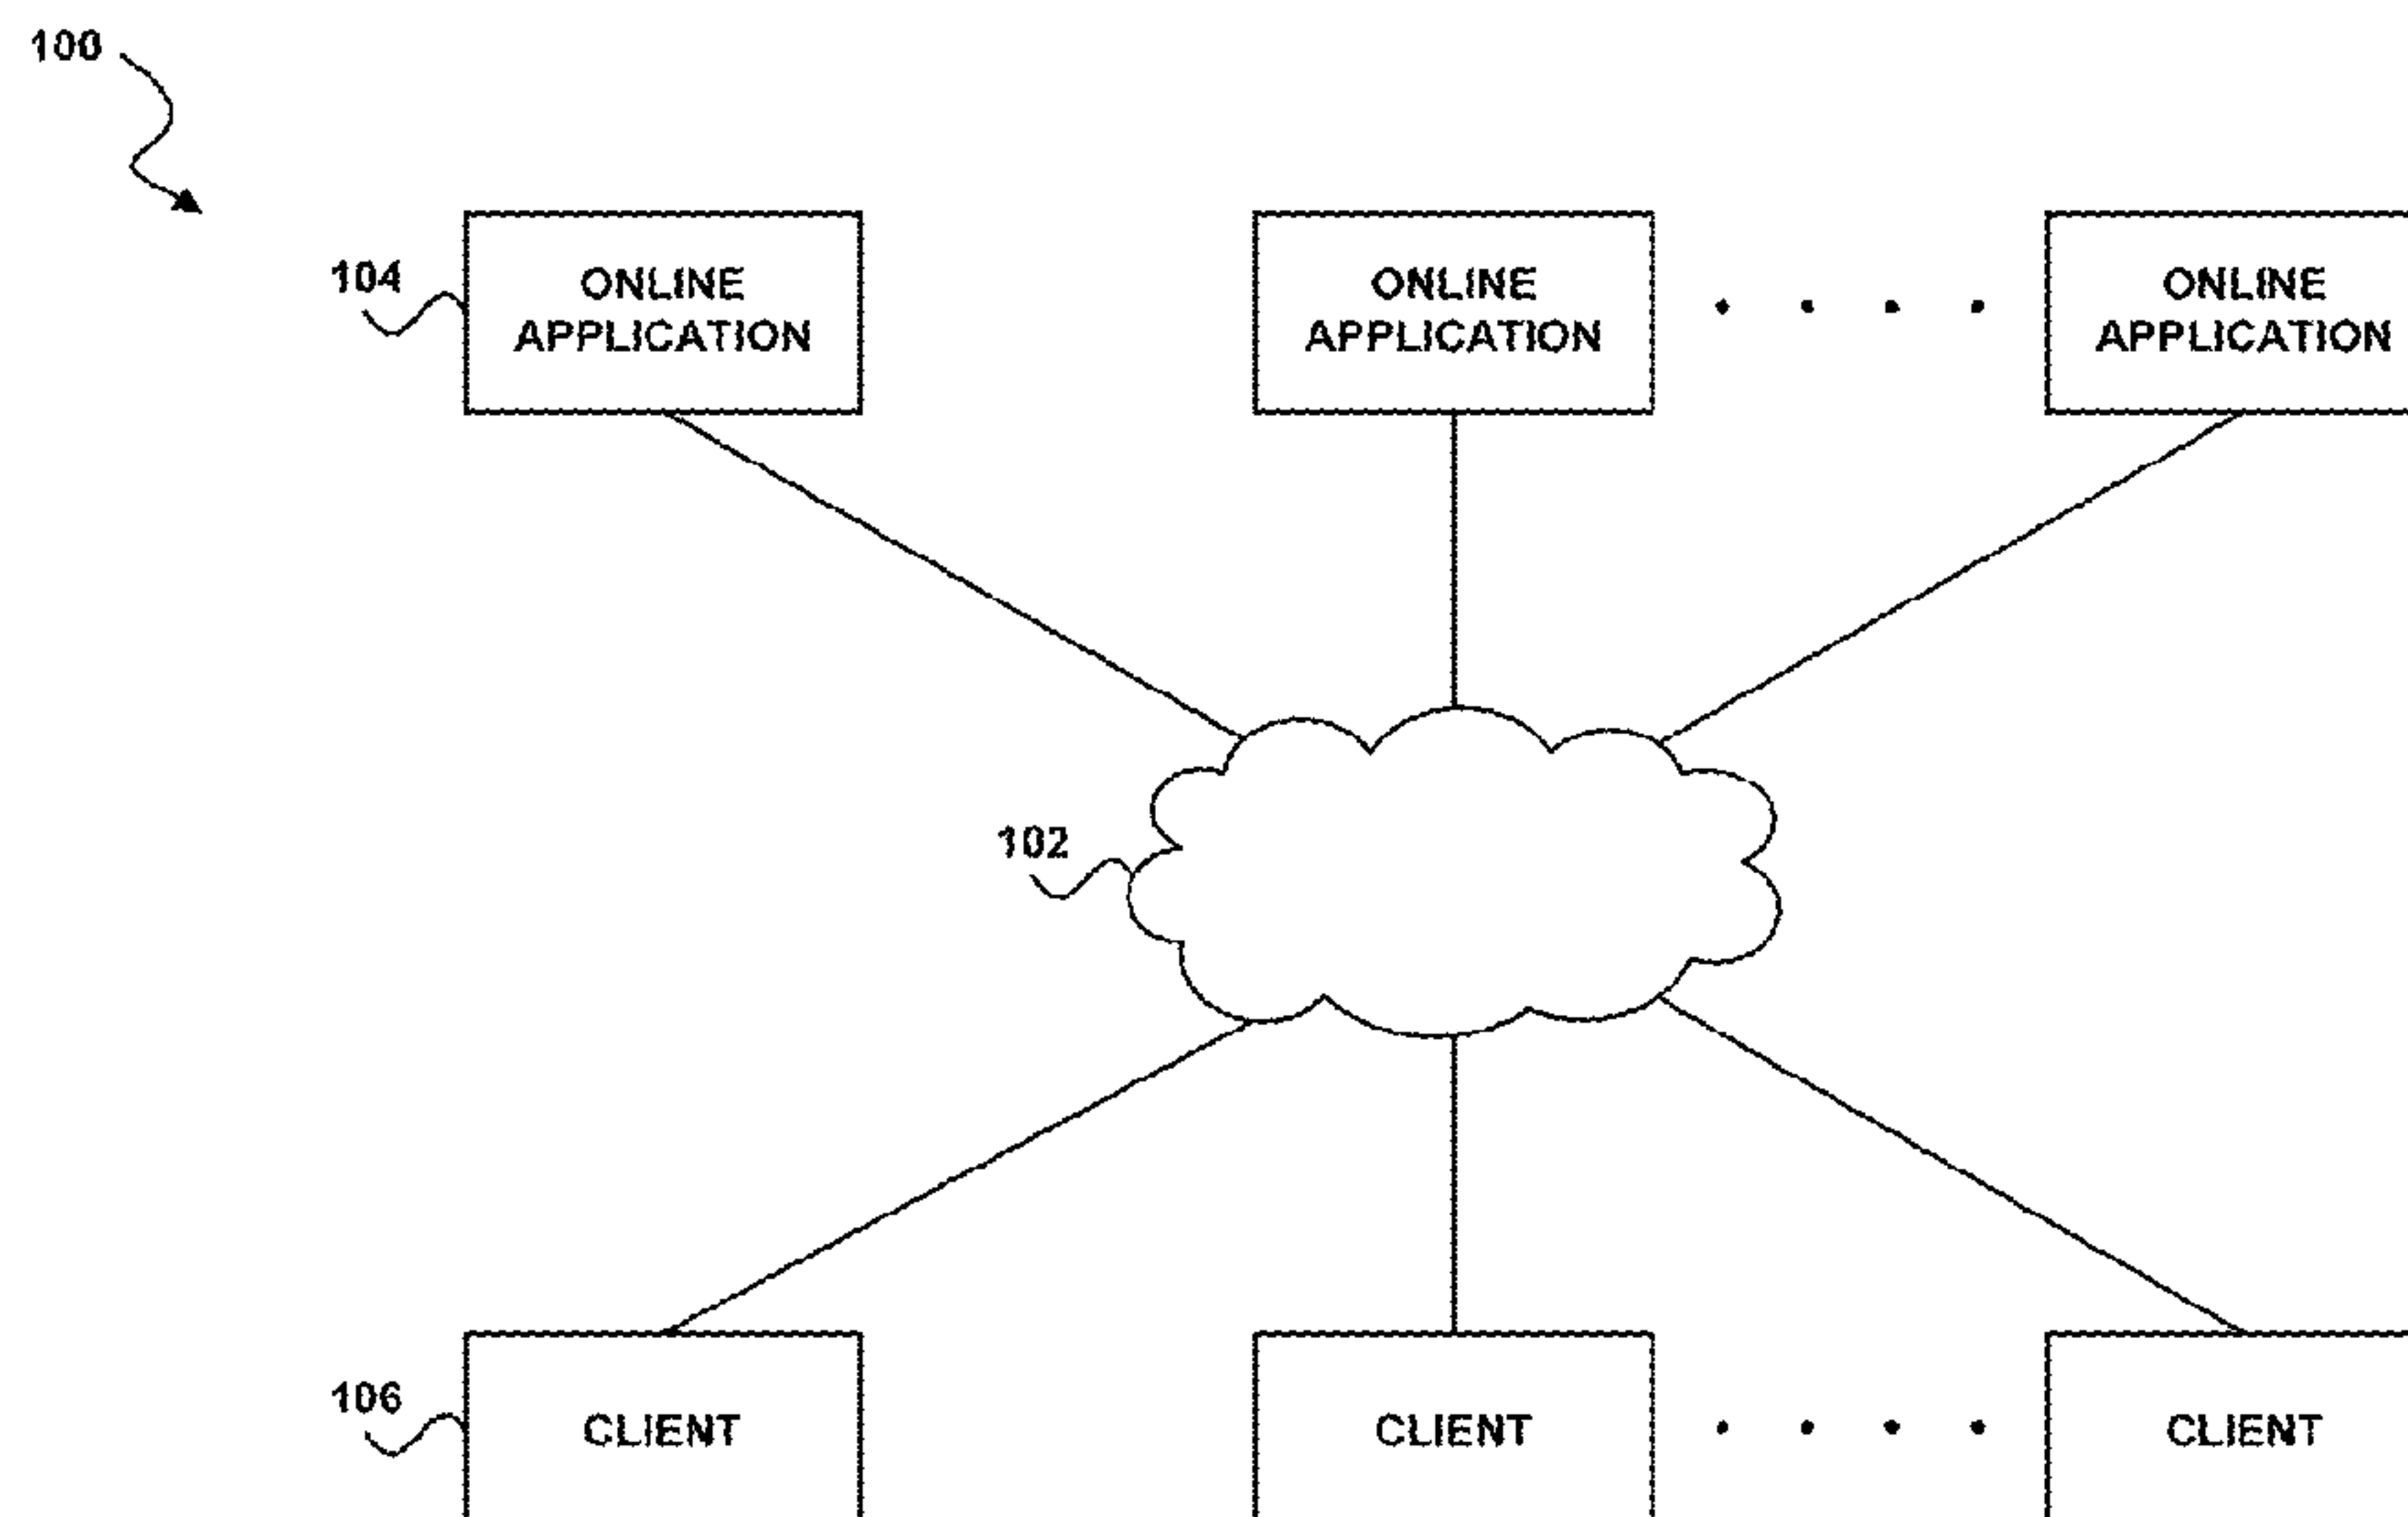 100
104
ONLINE
APPLICATION
ONLINE
APPLICATION
ONLINE
APPLICATION
102
106
CLIENT
CLIENT
CLIENT